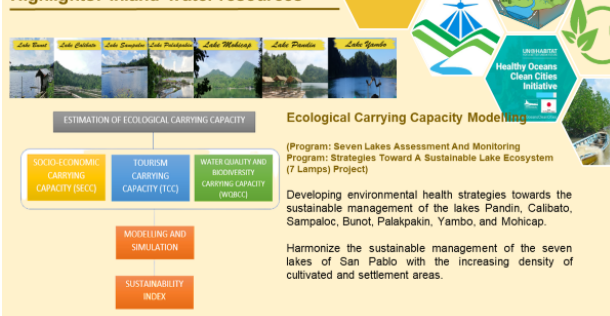 Highlights: Inland water resources
Lake Bunot
Lake Calibato
Lake Sampaloc
Lake Palakpakin
Lake Mohicap
Lake Pandin
Lake Yambo
UN HABITAT
Healthy Oceans
Clean Cities
Initiative
ESTIMATION OF ECOLOGICAL CARRYING CAPACITY
SOCIO-ECONOMIC
CARRYING
CAPACITY (SECC)
TOURISM
CARRYING
CAPACITY (TCC)
WATER QUALITY AND
BIODIVERSITY
CARRYING CAPACITY
(WQBCC)
MODELLING AND
SIMULATION
SUSTAINABILITY
INDEX
Ecological Carrying Capacity Modelling
(Program: Seven Lakes Assessment And Monitoring
Program: Strategies Toward A Sustainable Lake Ecosystem
(7 Lamps) Project)
Developing environmental health strategies towards the
sustainable management of the lakes Pandin, Calibato,
Sampaloc, Bunot, Palakpakin, Yambo, and Mohicap.
Harmonize the sustainable management of the seven
lakes of San Pablo with the increasing density of
cultivated and settlement areas.